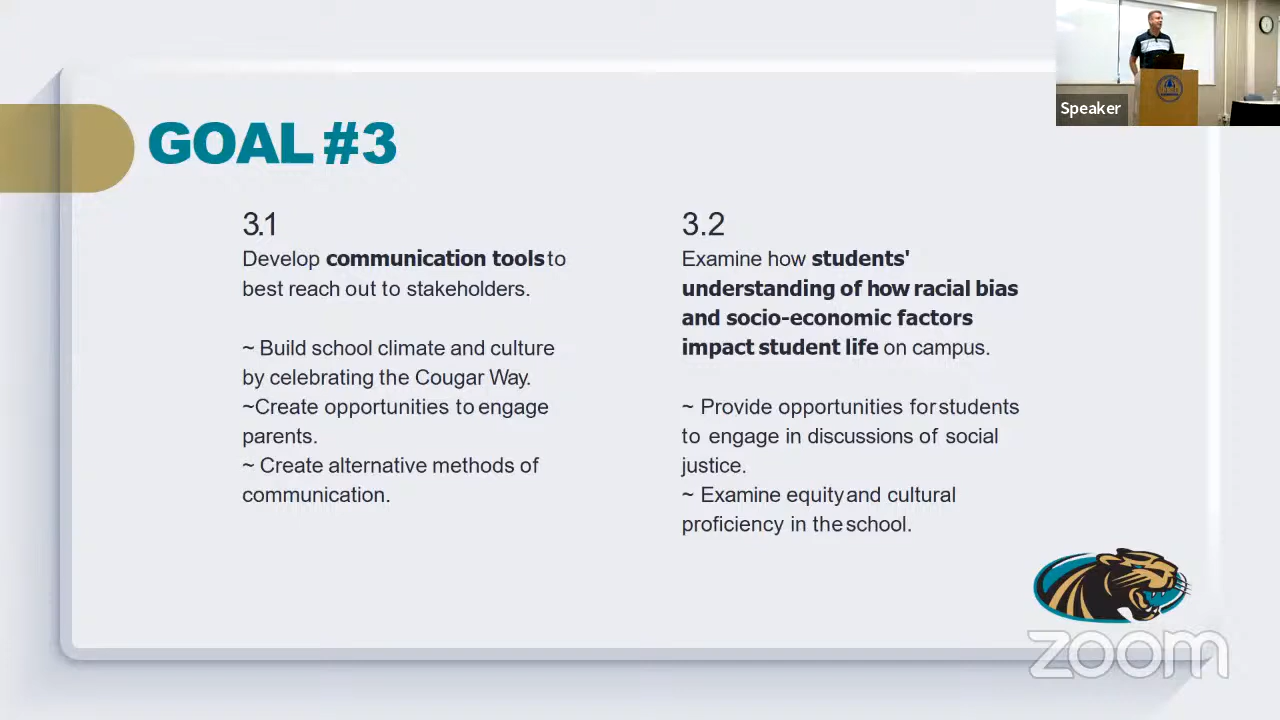 Speaker
GOAL #3
3.1
Develop communication tools to
best reach out to stakeholders.
~ Build school climate and culture
by celebrating the Cougar Way.
~Create opportunities to engage
parents.
~ Create alternative methods of
communication.
3.2
Examine how students'
understanding of how racial bias
and socio-economic factors
impact student life on campus.
~ Provide opportunities for students
to engage in discussions of social
justice.
~ Examine equity and cultural
proficiency in the school.
zoom